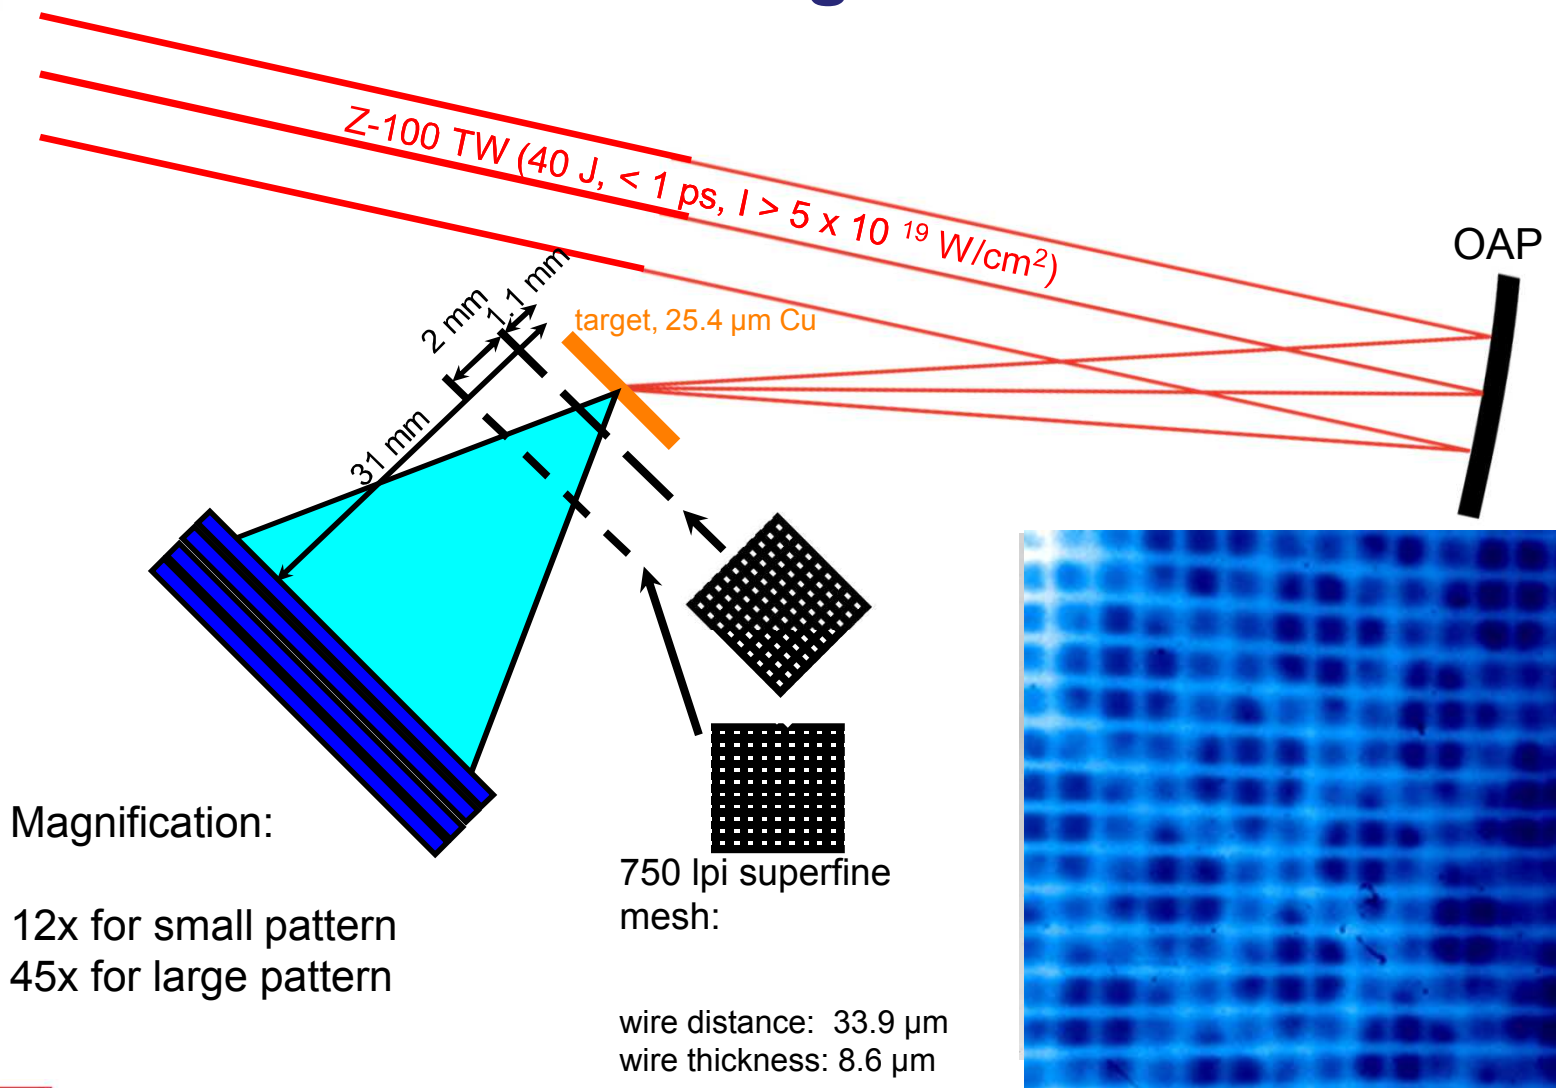 Z-100 TW (40 J, < 1 ps, I > 5 x 10 19 W/cm2)
OAP
target, 25.4 µm Cu
1.1 mm
2 mm
31 mm
Magnification:
12x for small pattern
45x for large pattern
750 lpi superfine
mesh:
wire distance: 33.9 µm
wire thickness: 8.6 µm